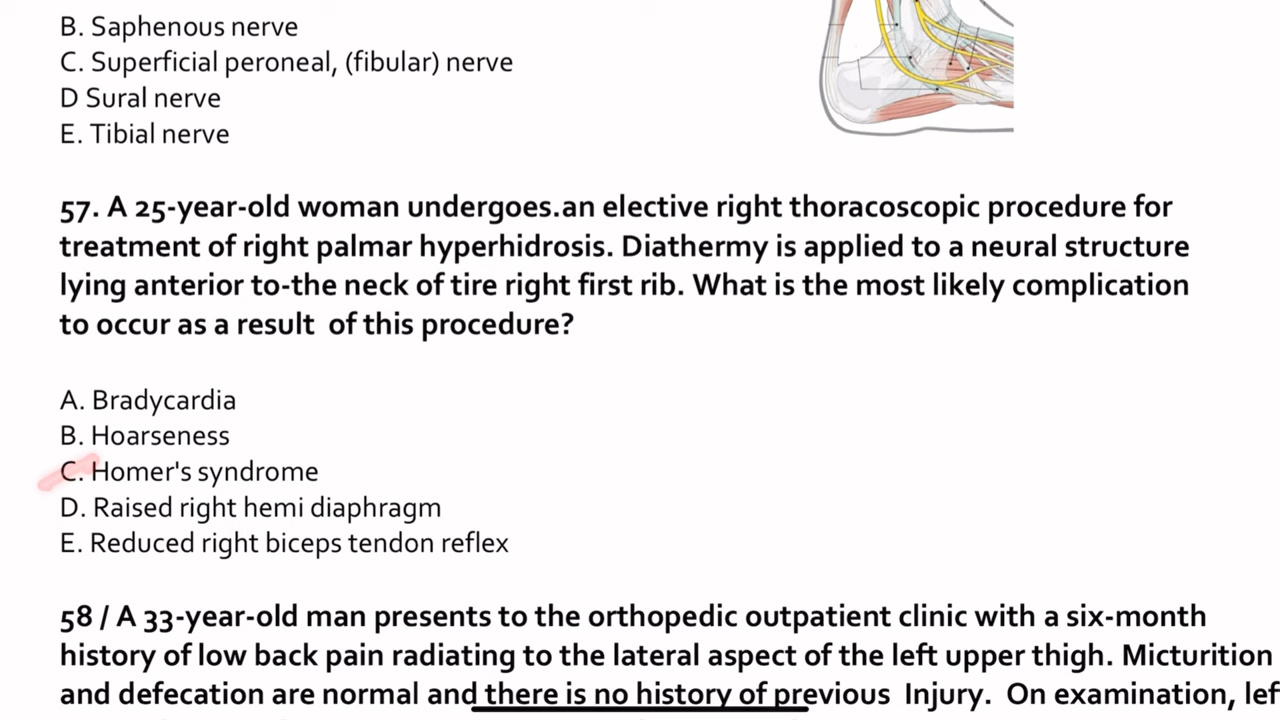 B. Saphenous nerve
C. Superficial peroneal, (fibular) nerve
D Sural nerve
E. Tibial nerve
57. A 25-year-old woman undergoes.an elective right thoracoscopic procedure for
treatment of right palmar hyperhidrosis. Diathermy is applied to a neural structure
lying anterior to-the neck of tire right first rib. What is the most likely complication
to occur as a result of this procedure?
A. Bradycardia
B. Hoarseness
C. Homer's syndrome
D. Raised right hemi diaphragm
E. Reduced right biceps tendon reflex
58 / A 33-year-old man presents to the orthopedic outpatient clinic with a six-month
history of low back pain radiating to the lateral aspect of the left upper thigh. Micturition
and defecation are normal and there is no history of previous Injury. On examination, lef